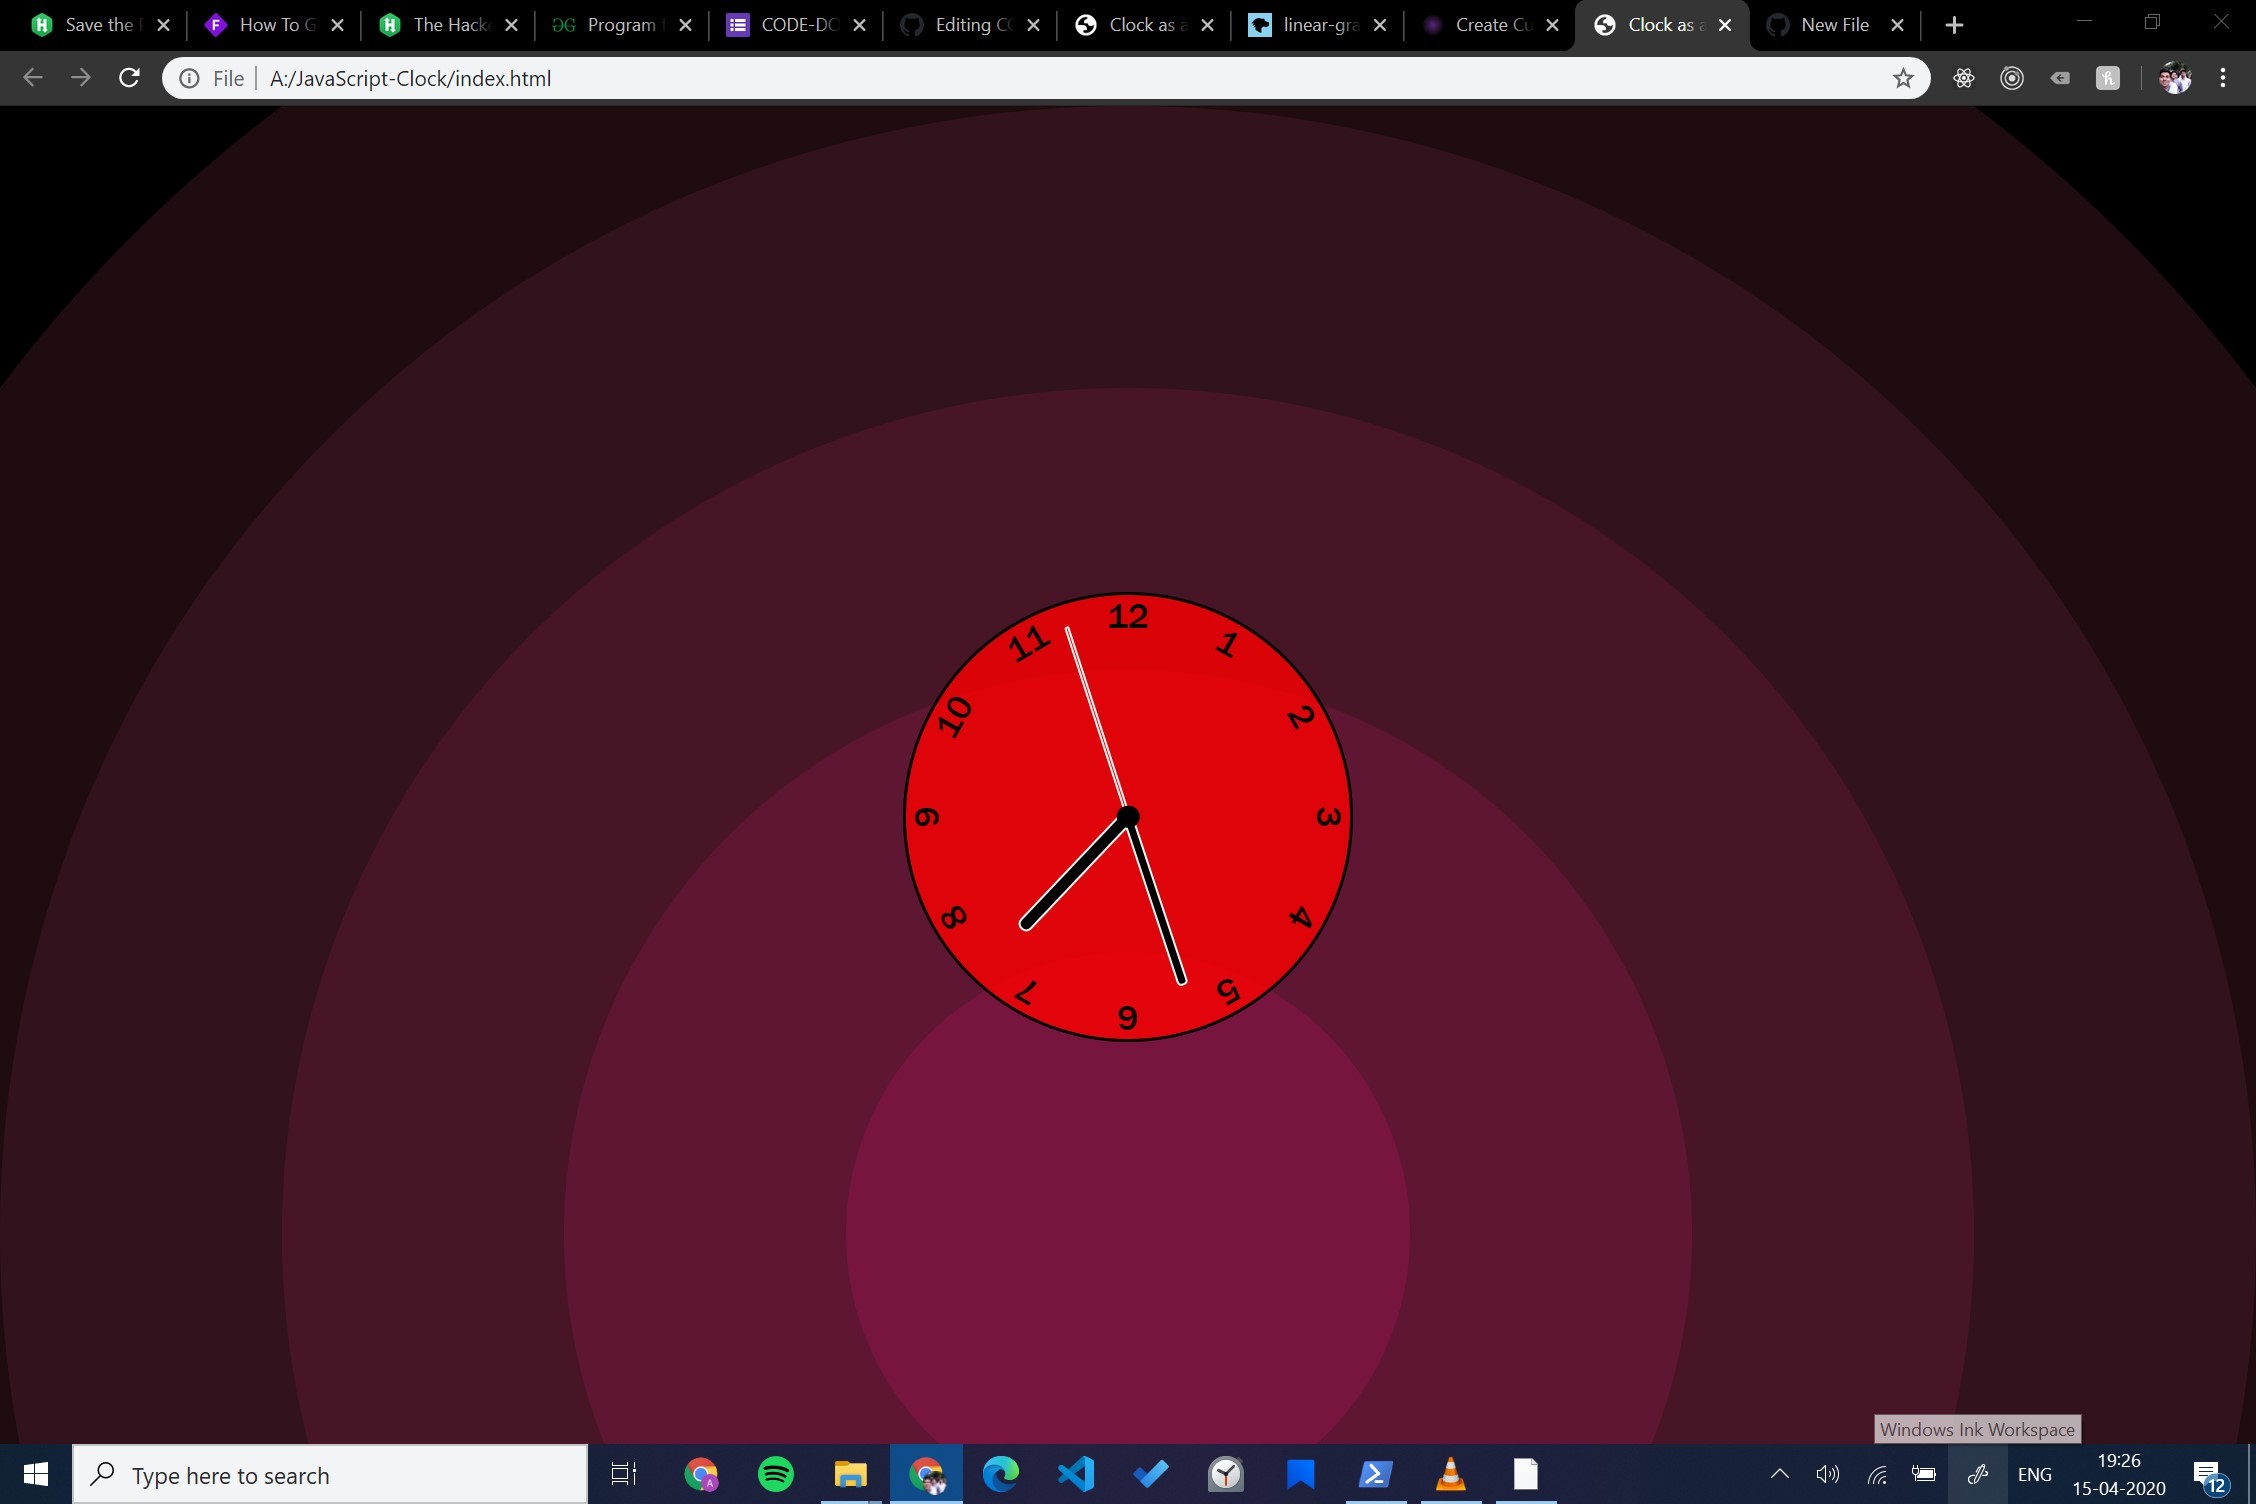 Save the
How To G
The Hack
Program
CODE-DO
Editing CO
Clock as a
linear-gra
Create Cu
Clock as a
New File
File
A:/JavaScript-Clock/index.html
12
1
2
3
4
5
6
7
8
9
10
11
Windows Ink Workspace
Type here to search
A
ENG
19:26
15-04-2020
12